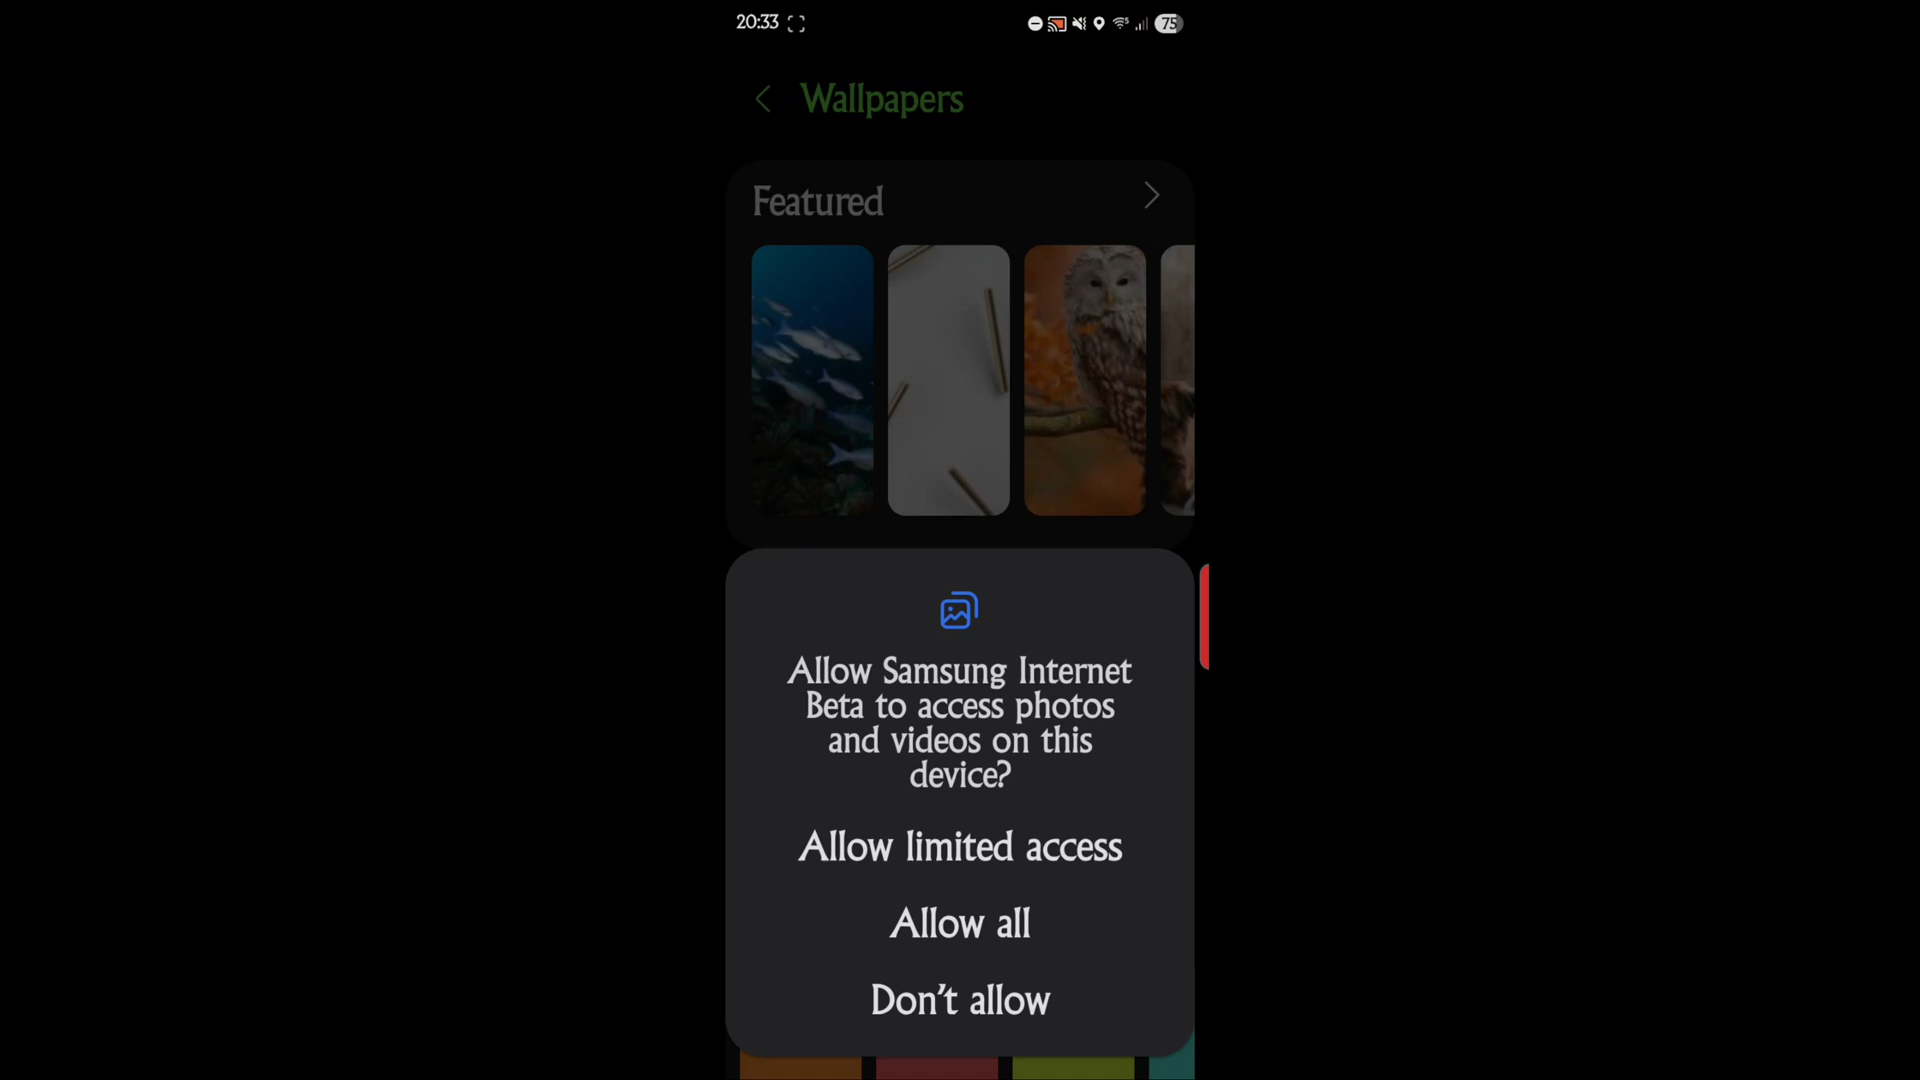 20:33
75
Wallpapers
Featured
Allow Samsung Internet
Beta to access photos
and videos on this
device?
Allow limited access
Allow all
Don’t allow